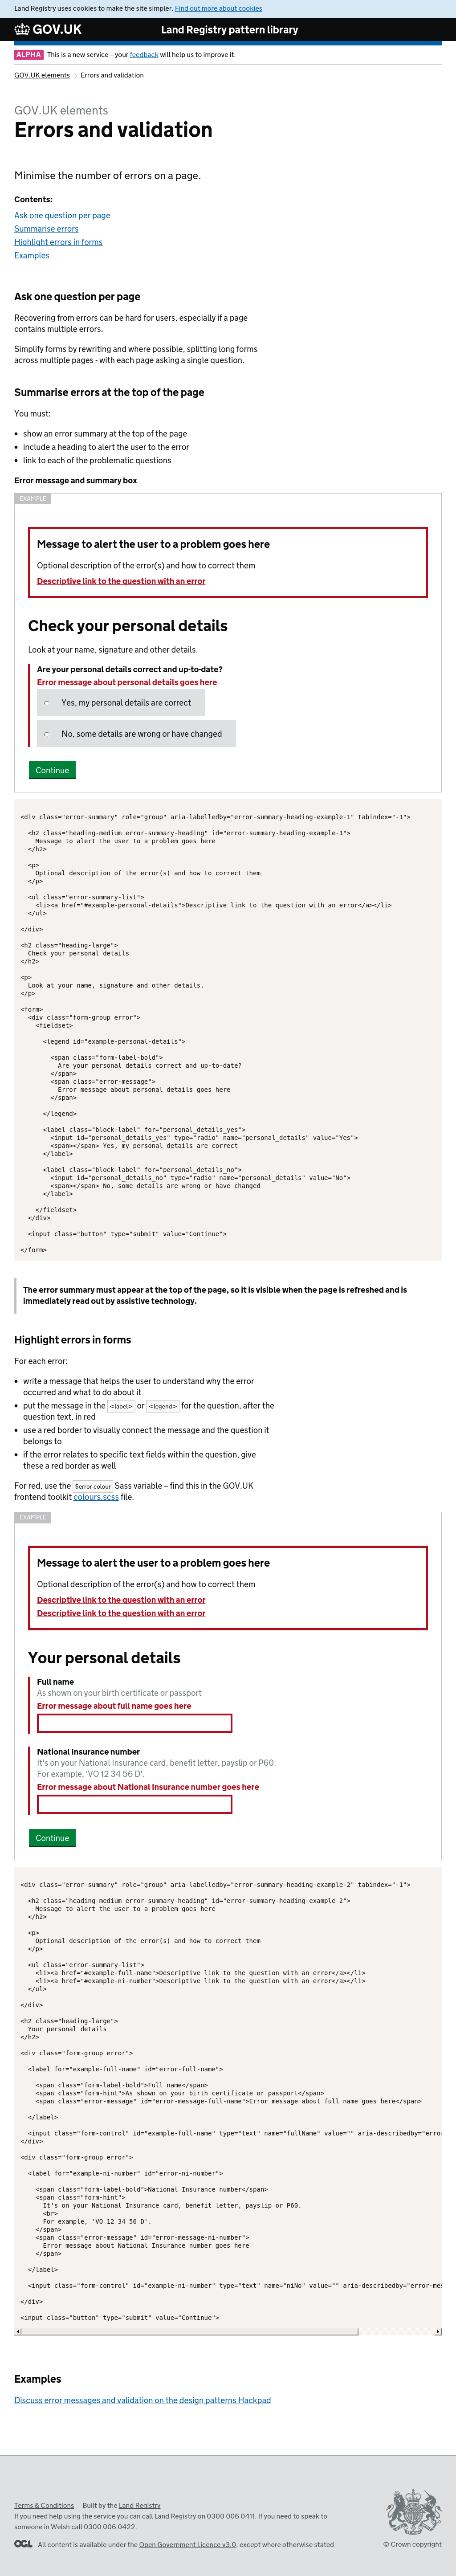 Land Registry uses cookies to make the site simpler. Find out more about cookies
GOV.UK
Land Registry pattern library
ALPHA This is a new service – your feedback will help us to improve it.
GOV.UK elements
Errors and validation
GOV.UK elements
Errors and validation
Minimise the number of errors on a page.
Contents:
Ask one question per page
Summarise errors
Highlight errors in forms
Examples
Ask one question per page
Recovering from errors can be hard for users, especially if a page
contains multiple errors.
Simplify forms by rewriting and where possible, splitting long forms
across multiple pages - with each page asking a single question.
Summarise errors at the top of the page
You must:
show an error summary at the top of the page
include a heading to alert the user to the error
link to each of the problematic questions
Error message and summary box
EXAMPLE
Message to alert the user to a problem goes here
Optional description of the error(s) and how to correct them
Descriptive link to the question with an error
Check your personal details
Look at your name, signature and other details.
Are your personal details correct and up-to-date?
Error message about personal details goes here
Yes, my personal details are correct
No, some details are wrong or have changed
Continue
<div class="error-summary" role="group" aria-labelledby="error-summary-heading-example-1" tabindex="-1">
<h2 class="heading-medium error-summary-heading" id="error-summary-heading-example-1">
Message to alert the user to a problem goes here
</h2>
<p>
Optional description of the error(s) and how to correct them
</p>
<ul class="error-summary-list">
<li><a href="#example-personal-details">Descriptive link to the question with an error</a></li>
</ul>
</div>
<h2 class="heading-large">
Check your personal details
</h2>
<p>
Look at your name, signature and other details.
</p>
<form>
<div class="form-group error">
<fieldset>
<legend id="example-personal-details">
<span class="form-label-bold">
Are your personal details correct and up-to-date?
</span>
<span class="error-message">
Error message about personal details goes here
</span>
</legend>
<label class="block-label" for="personal_details_yes">
<input id="personal_details_yes" type="radio" name="personal_details" value="Yes">
<span></span> Yes, my personal details are correct
</label>
<label class="block-label" for="personal_details_no">
<input id="personal_details_no" type="radio" name="personal_details" value="No">
<span></span> No, some details are wrong or have changed
</label>
</fieldset>
</div>
<input class="button" type="submit" value="Continue">
</form>
The error summary must appear at the top of the page, so it is visible when the page is refreshed and is
immediately read out by assistive technology.
Highlight errors in forms
For each error:
write a message that helps the user to understand why the error
occurred and what to do about it
put the message in the <label> or <legend> for the question, after the
question text, in red
use a red border to visually connect the message and the question it
belongs to
if the error relates to specific text fields within the question, give
these a red border as well
For red, use the $error-colour Sass variable – find this in the GOV.UK
frontend toolkit colours.scss file.
EXAMPLE
Message to alert the user to a problem goes here
Optional description of the error(s) and how to correct them
Descriptive link to the question with an error
Descriptive link to the question with an error
Your personal details
Full name
As shown on your birth certificate or passport
Error message about full name goes here
National Insurance number
It's on your National Insurance card, benefit letter, payslip or P60.
For example, 'VO 12 34 56 D'.
Error message about National Insurance number goes here
Continue
<div class="error-summary" role="group" aria-labelledby="error-summary-heading-example-2" tabindex="-1">
<h2 class="heading-medium error-summary-heading" id="error-summary-heading-example-2">
Message to alert the user to a problem goes here
</h2>
<p>
Optional description of the error(s) and how to correct them
</p>
<ul class="error-summary-list">
<li><a href="#example-full-name">Descriptive link to the question with an error</a></li>
<li><a href="#example-ni-number">Descriptive link to the question with an error</a></li>
</ul>
</div>
<h2 class="heading-large">
Your personal details
</h2>
<div class="form-group error">
<label for="example-full-name" id="error-full-name">
<span class="form-label-bold">Full name</span>
<span class="form-hint">As shown on your birth certificate or passport</span>
<span class="error-message" id="error-message-full-name">Error message about full name goes here</span>
</label>
<input class="form-control" id="example-full-name" type="text" name="fullName" value="" aria-describedby="error-
</div>
<div class="form-group error">
<label for="example-ni-number" id="error-ni-number">
<span class="form-label-bold">National Insurance number</span>
<span class="form-hint">
It's on your National Insurance card, benefit letter, payslip or P60.
<br>
For example, 'VO 12 34 56 D'.
</span>
<span class="error-message" id="error-message-ni-number">
Error message about National Insurance number goes here
</span>
</label>
<input class="form-control" id="example-ni-number" type="text" name="niNo" value="" aria-describedby="error-mes
</div>
<input class="button" type="submit" value="Continue">
Examples
Discuss error messages and validation on the design patterns Hackpad
Terms & Conditions Built by the Land Registry
If you need help using the service you can call Land Registry on 0300 006 0411. If you need to speak to
someone in Welsh call 0300 006 0422.
OGL All content is available under the Open Government Licence v3.0, except where otherwise stated
© Crown copyright